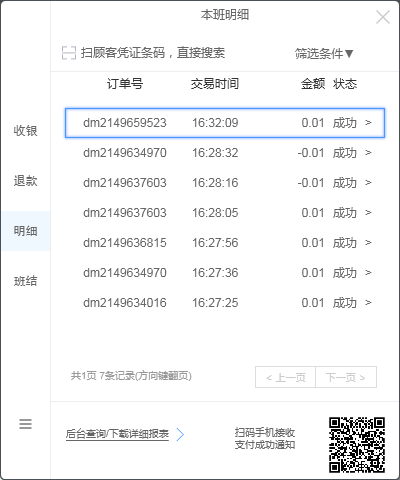 本班明细
扫顾客凭证条码，直接搜索
筛选条件▼
订单号 交易时间 金额 状态
dm2149659523 16:32:09 0.01 成功 >
dm2149634970 16:28:32 -0.01 成功 >
dm2149637603 16:28:16 -0.01 成功 >
dm2149637603 16:28:05 0.01 成功 >
dm2149636815 16:27:56 0.01 成功 >
dm2149634970 16:27:36 0.01 成功 >
dm2149634016 16:27:25 0.01 成功 >
收银
退款
明细
班结
共1页 7条记录(方向键翻页)
< 上一页 下一页 >
后台查询/下载详细报表
扫码手机接收
支付成功通知